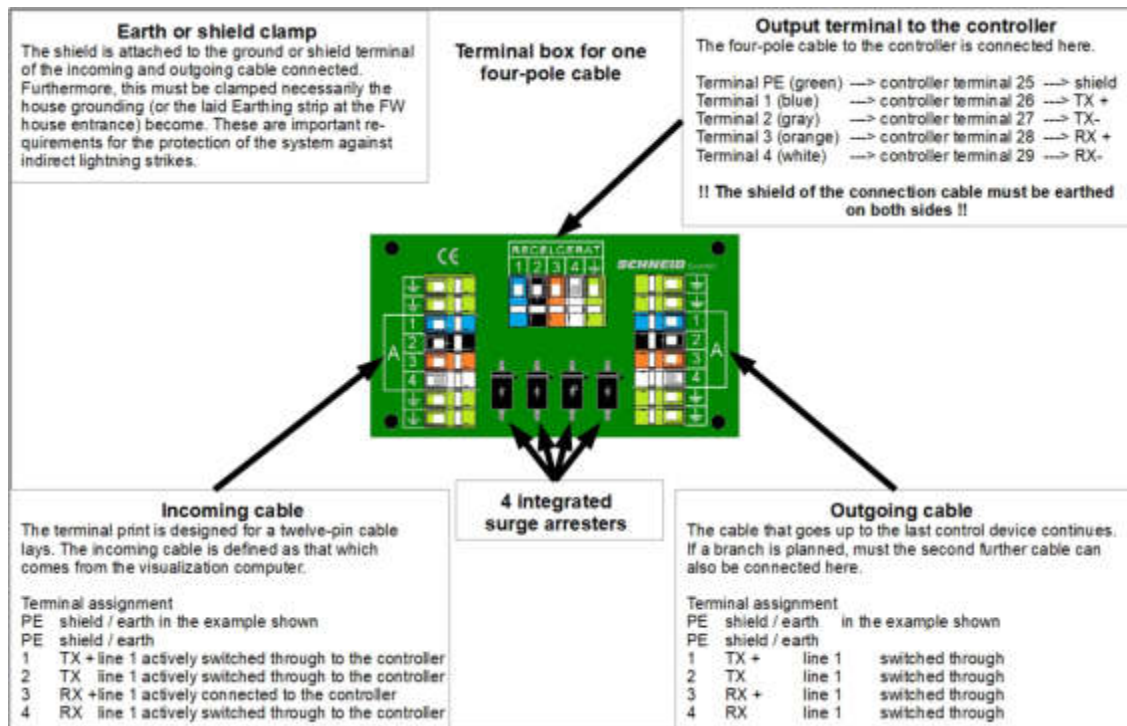 Earth or shield clamp
The shield is attached to the ground or shield terminal
of the incoming and outgoing cable connected.
Furthermore, this must be clamped necessarily the
house grounding (or the laid Earthing strip at the FW
house entrance) become. These are important re-
quirements for the protection of the system against
indirect lightning strikes.
Terminal box for one
four-pole cable
Output terminal to the controller
The four-pole cable to the controller is connected here.
Terminal PE (green) ---> controller terminal 25 ---> shield
Terminal 1 (blue) ---> controller terminal 26 ---> TX +
Terminal 2 (gray) ---> controller terminal 27 ---> TX-
Terminal 3 (orange) ---> controller terminal 28 ---> RX +
Terminal 4 (white) ---> controller terminal 29 ---> RX-
!! The shield of the connection cable must be earthed
on both sides !!
CE
REGELGERÄT
1 2 3 4
SCHNEID
A
1
2
3
4
1
2
3
4
A
Incoming cable
The terminal print is designed for a twelve-pin cable
lays. The incoming cable is defined as that which
comes from the visualization computer.
Terminal assignment
PE shield / earth in the example shown
PE shield / earth
1 TX + line 1 actively switched through to the controller
2 TX line 1 actively switched through to the controller
3 RX + line 1 actively connected to the controller
4 RX line 1 actively switched through to the controller
4 integrated
surge arresters
Outgoing cable
The cable that goes up to the last control device continues.
If a branch is planned, must the second further cable can
also be connected here.
Terminal assignment
PE shield / earth in the example shown
PE shield / earth
1 TX + line 1 switched through
2 TX line 1 switched through
3 RX + line 1 switched through
4 RX line 1 switched through